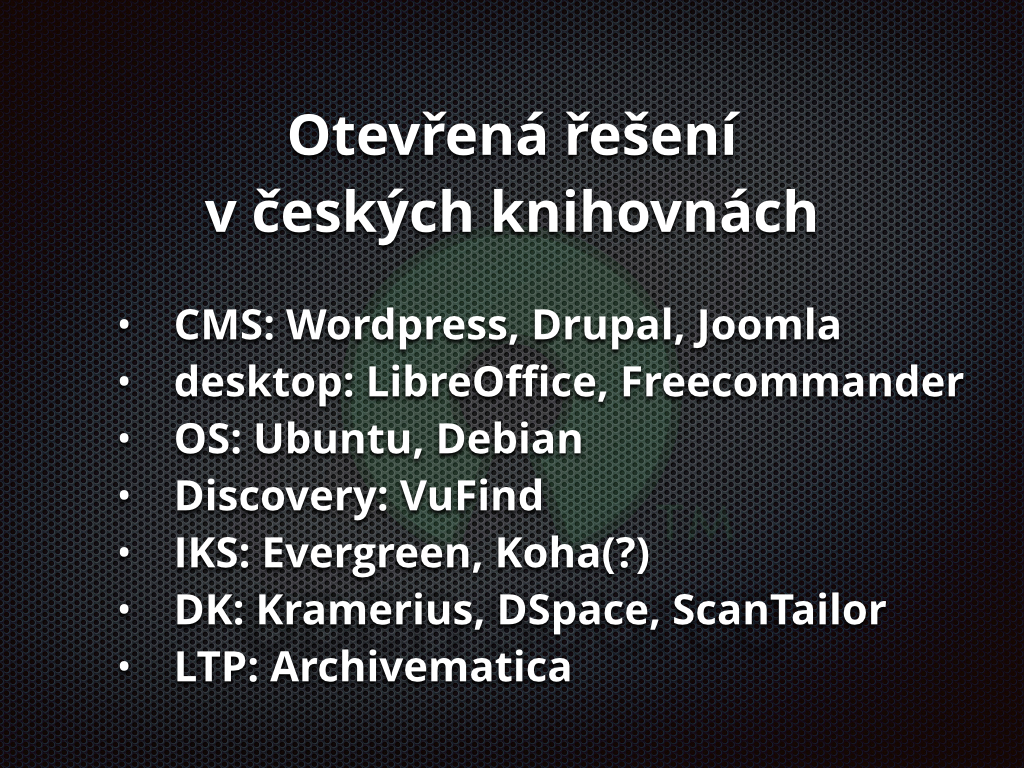 Otevřená řešení
v českých knihovnách
• CMS: Wordpress, Drupal, Joomla
• desktop: LibreOffice, Freecommander
• OS: Ubuntu, Debian
• Discovery: VuFind
• IKS: Evergreen, Koha(?)
• DK: Kramerius, DSpace, ScanTailor
• LTP: Archivematica
TM